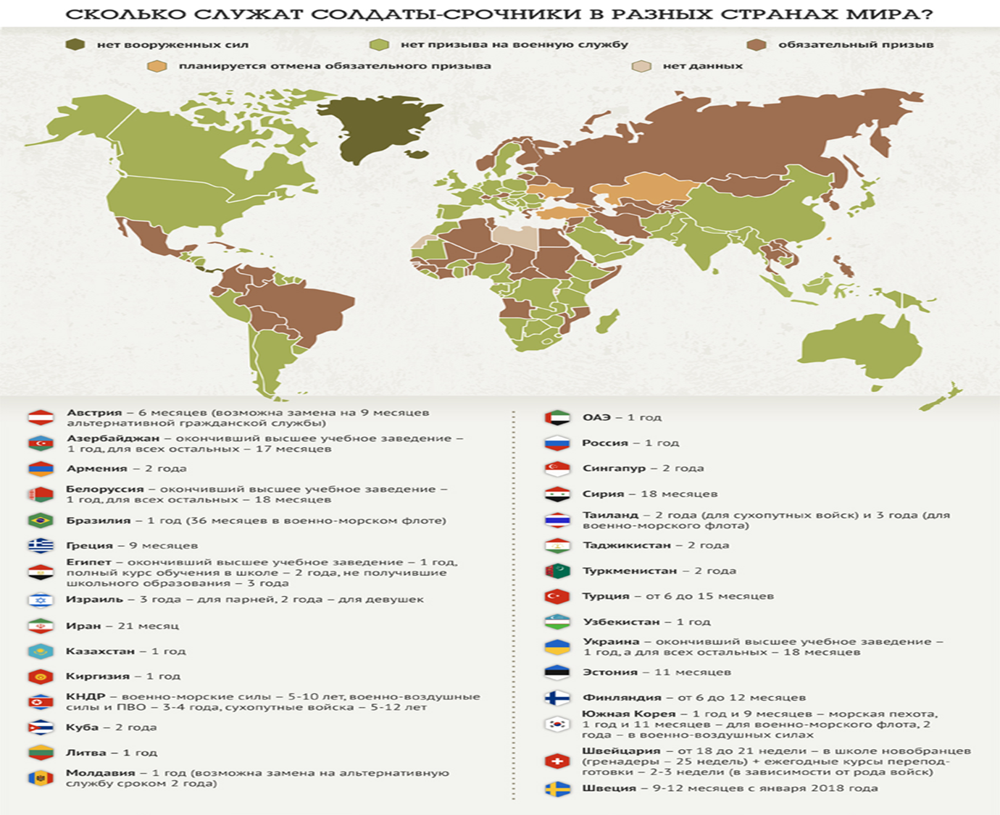 СКОЛЬКО СЛУЖАТ СОЛДАТЫ-СРОЧНИКИ В РАЗНЫХ СТРАНАХ МИРА?
нет вооруженных сил
нет призыва на военную службу
обязательный призыв
планируется отмена обязательного призыва
нет данных
Австрия – 6 месяцев (возможна замена на 9 месяцев
альтернативной гражданской службы)
Азербайджан – окончивший высшее учебное заведение –
1 год, для всех остальных – 17 месяцев
Армения – 2 года
Белоруссия – окончивший высшее учебное заведение –
1 год, для всех остальных – 18 месяцев
Бразилия – 1 год (36 месяцев в военно-морском флоте)
Греция – 9 месяцев
Египет – окончивший высшее учебное заведение – 1 год,
полный курс обучения в школе – 2 года, не получившие
школьного образования – 3 года
Израиль – 3 года – для парней, 2 года – для девушек
Иран – 21 месяц
Казахстан – 1 год
Киргизия – 1 год
КНДР – военно-морские силы – 5-10 лет, военно-воздушные
силы и ПВО – 3-4 года, сухопутные войска – 5-12 лет
Куба – 2 года
Литва – 1 год
Молдавия – 1 год (возможна замена на альтернативную
службу сроком 2 года)
ОАЭ – 1 год
Россия – 1 год
Сингапур – 2 года
Сирия – 18 месяцев
Таиланд – 2 года (для сухопутных войск) и 3 года (для
военно-морского флота)
Таджикистан – 2 года
Туркменистан – 2 года
Турция – от 6 до 15 месяцев
Узбекистан – 1 год
Украина – окончивший высшее учебное заведение –
1 год, а для всех остальных – 18 месяцев
Эстония – 11 месяцев
Финляндия – от 6 до 12 месяцев
Южная Корея – 1 год и 9 месяцев – морская пехота,
1 год и 11 месяцев – для военно-морского флота, 2
года – в военно-воздушных силах
Швейцария – от 18 до 21 недели – в школе новобранцев
(гренадеры – 25 недель) + ежегодные курсы перепод-
готовки – 2-3 недели (в зависимости от рода войск)
Швеция – 9-12 месяцев с января 2018 года